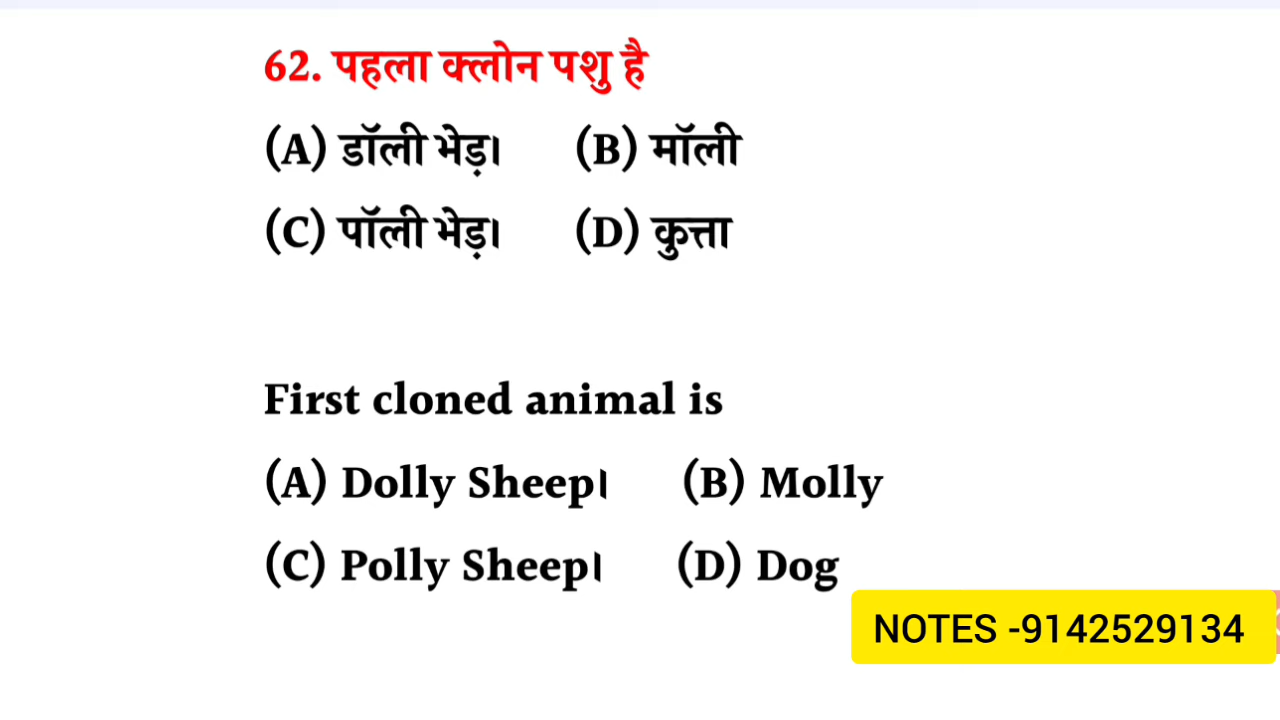 62. पहला क्लोन पशु है
(A) डॉली भेड़। (B) मॉली
(C) पॉली भेड़। (D) कुत्ता
First cloned animal is
(A) Dolly Sheep। (B) Molly
(C) Polly Sheep। (D) Dog
NOTES -9142529134